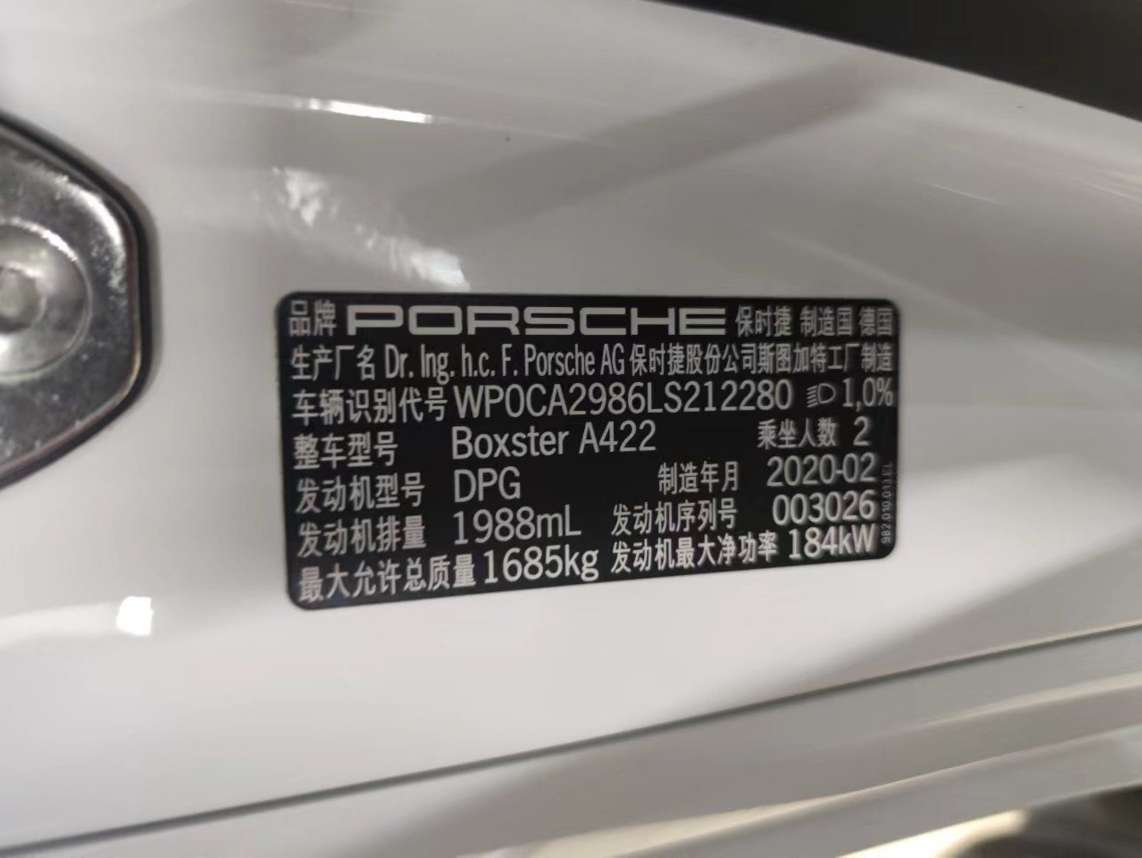 品牌 PORSCHE 保时捷 制造国 德国
生产厂名 Dr. Ing. h.c. F. Porsche AG 保时捷股份公司斯图加特工厂制造
车辆识别代号 WP0CA2986LS212280 1,0%
整车型号 Boxster A422 乘坐人数 2
发动机型号 DPG 制造年月 2020-02
发动机排量 1988mL 发动机序列号 003026
最大允许总质量 1685kg 发动机最大净功率 184kW